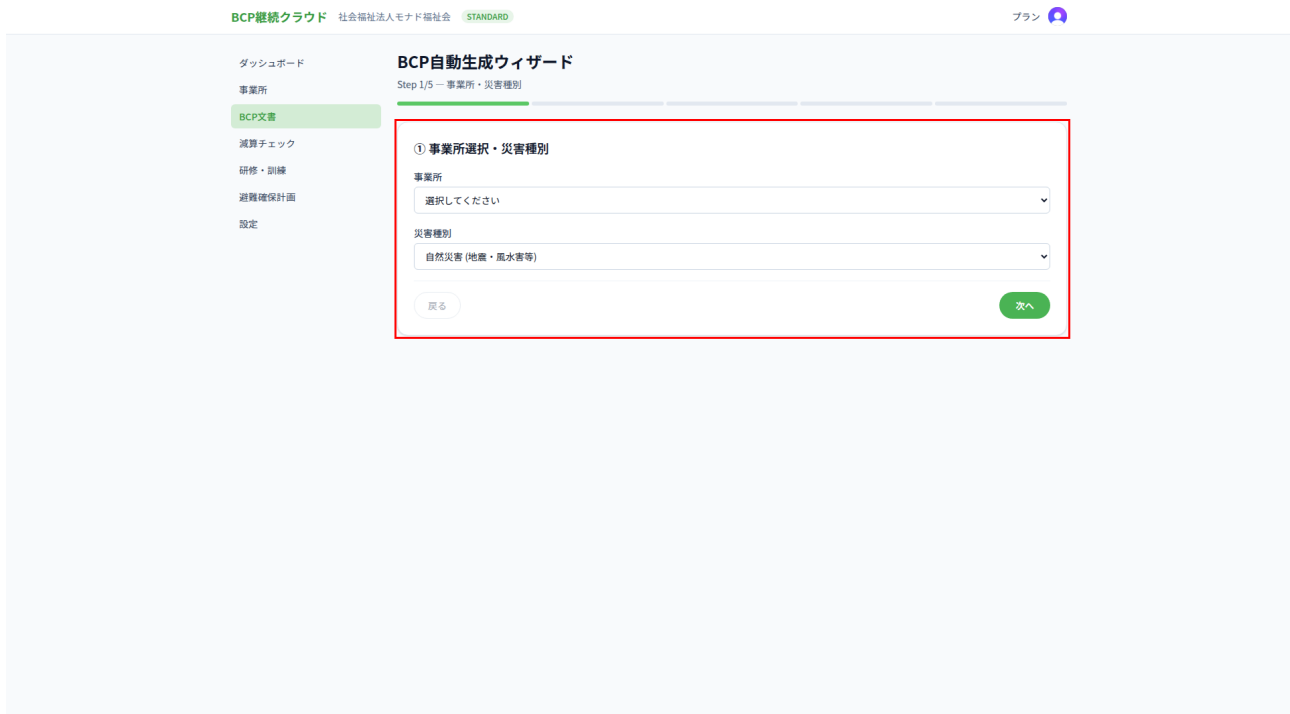 BCP継続クラウド 社会福祉法人モナド福祉会 STANDARD プラン
ダッシュボード
事業所
BCP文書
減算チェック
研修・訓練
避難確保計画
設定
BCP自動生成ウィザード
Step 1/5 — 事業所・災害種別
① 事業所選択・災害種別
事業所
選択してください
災害種別
自然災害 (地震・風水害等)
戻る 次へ